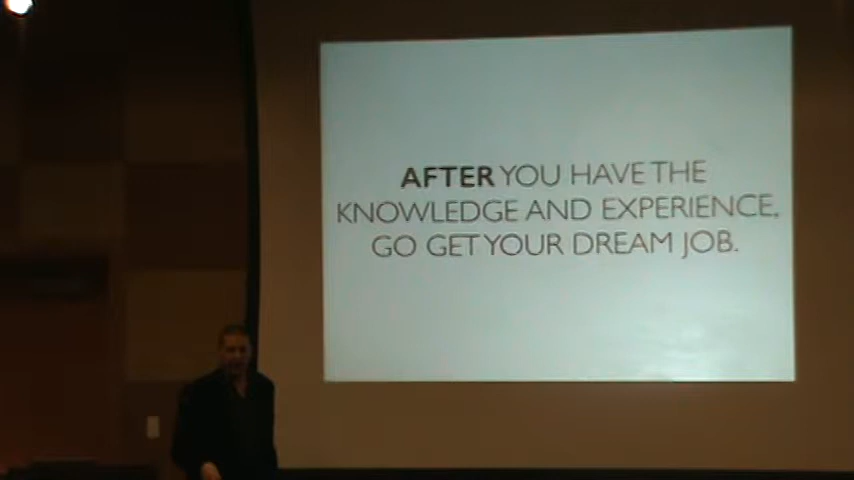 AFTER YOU HAVE THE
KNOWLEDGE AND EXPERIENCE,
GO GET YOUR DREAM JOB.